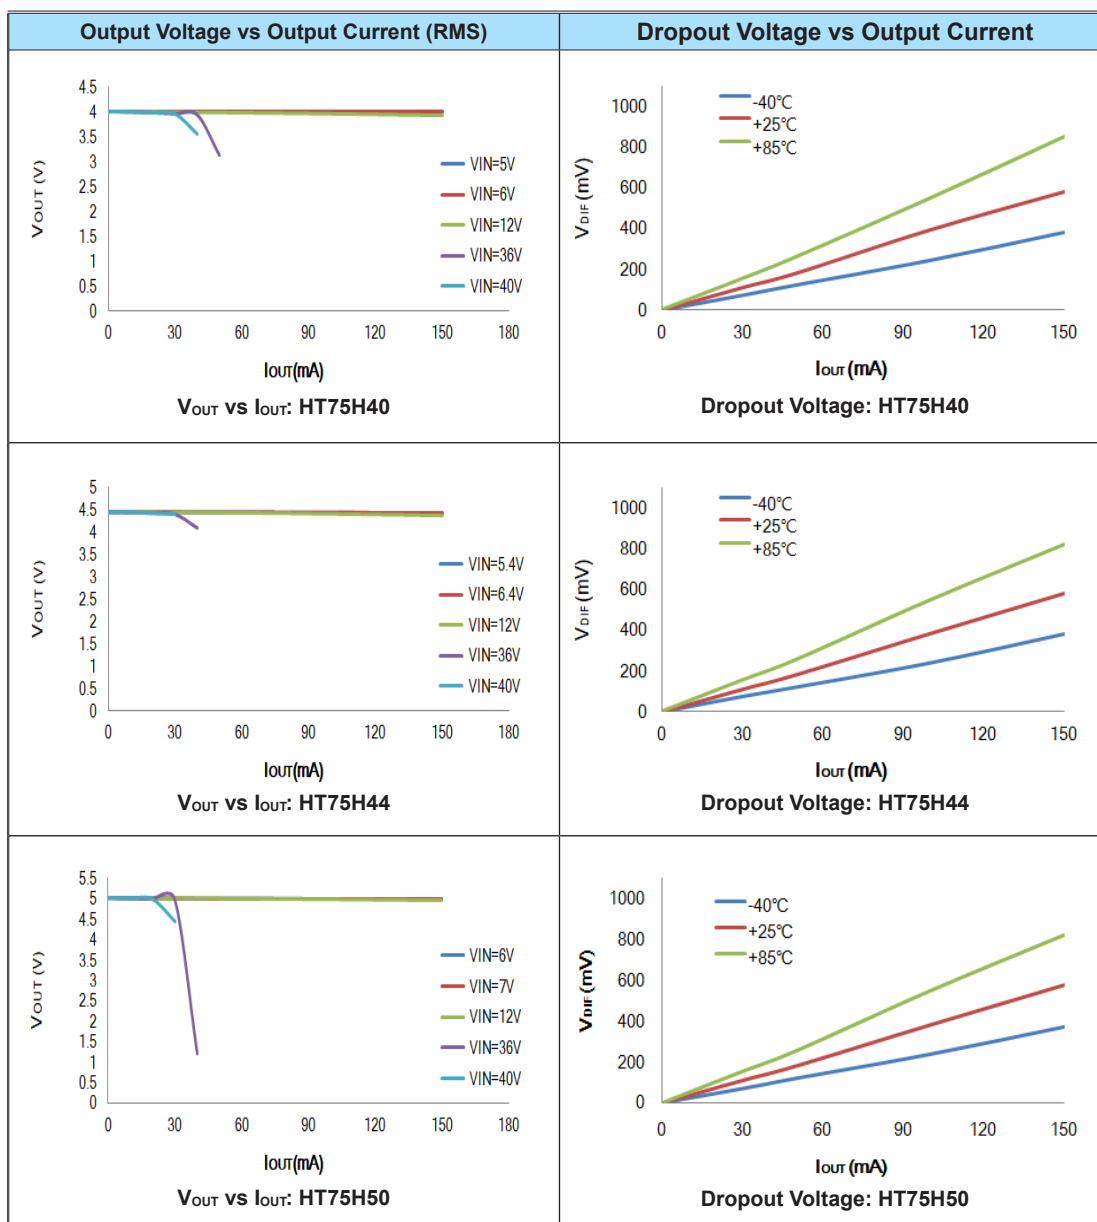 Output Voltage vs Output Current (RMS)
Dropout Voltage vs Output Current
4.5
4
3.5
3
2.5
2
1.5
1
0.5
0
VOUT (V)
VIN=5V
VIN=6V
VIN=12V
VIN=36V
VIN=40V
0 30 60 90 120 150 180
IOUT(mA)
VOUT vs IOUT: HT75H40
1000
800
600
400
200
0
VDIF (mV)
-40℃
+25℃
+85℃
0 30 60 90 120 150
IOUT (mA)
Dropout Voltage: HT75H40
5
4.5
4
3.5
3
2.5
2
1.5
1
0.5
0
VOUT (V)
VIN=5.4V
VIN=6.4V
VIN=12V
VIN=36V
VIN=40V
0 30 60 90 120 150 180
IOUT(mA)
VOUT vs IOUT: HT75H44
1000
800
600
400
200
0
VDIF (mV)
-40℃
+25℃
+85℃
0 30 60 90 120 150
IOUT (mA)
Dropout Voltage: HT75H44
5.5
5
4.5
4
3.5
3
2.5
2
1.5
1
0.5
0
VOUT (V)
VIN=6V
VIN=7V
VIN=12V
VIN=36V
VIN=40V
0 30 60 90 120 150 180
IOUT(mA)
VOUT vs IOUT: HT75H50
1000
800
600
400
200
0
VDIF (mV)
-40℃
+25℃
+85℃
0 30 60 90 120 150
IOUT (mA)
Dropout Voltage: HT75H50